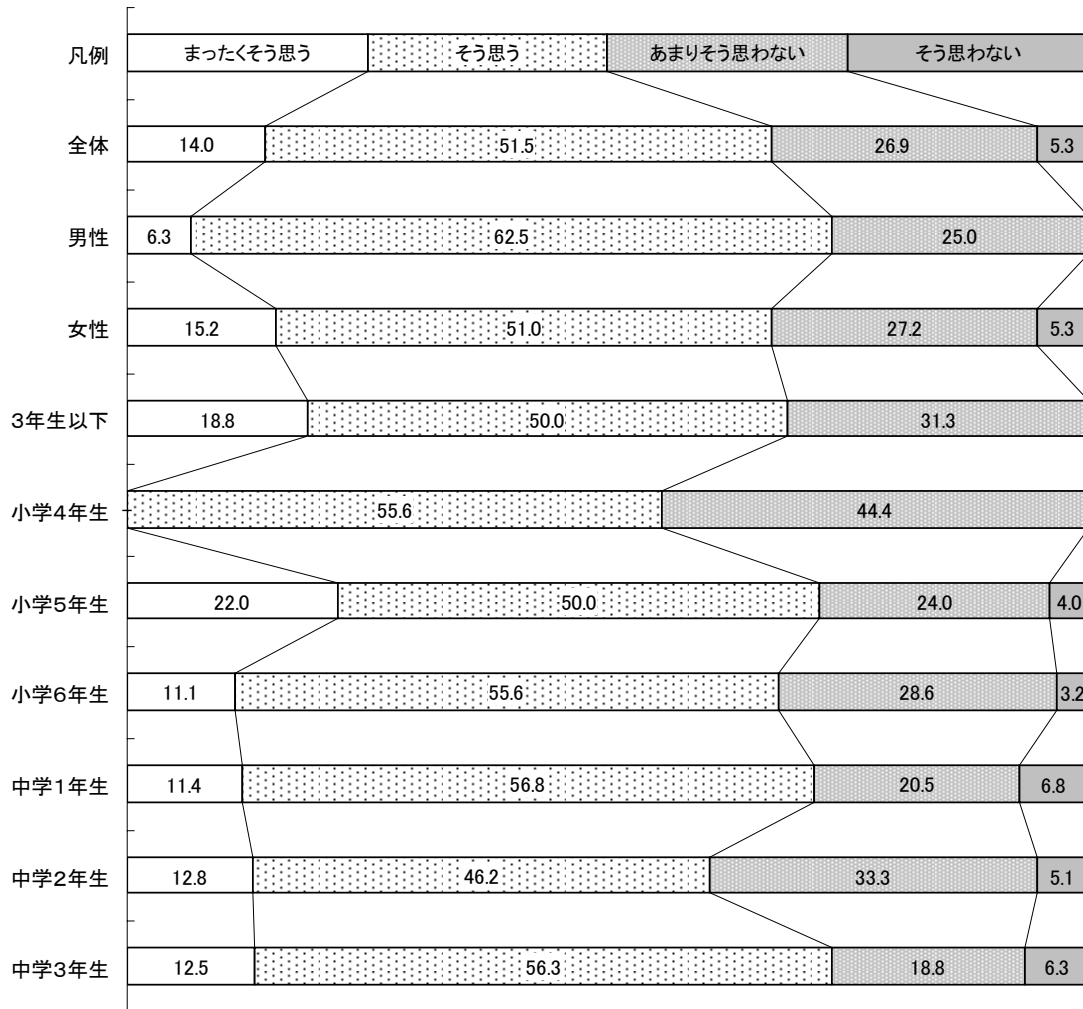 凡例 まったくそう思う そう思う あまりそう思わない そう思わない
全体 14.0 51.5 26.9 5.3
男性 6.3 62.5 25.0
女性 15.2 51.0 27.2 5.3
3年生以下 18.8 50.0 31.3
小学4年生 55.6 44.4
小学5年生 22.0 50.0 24.0 4.0
小学6年生 11.1 55.6 28.6 3.2
中学1年生 11.4 56.8 20.5 6.8
中学2年生 12.8 46.2 33.3 5.1
中学3年生 12.5 56.3 18.8 6.3